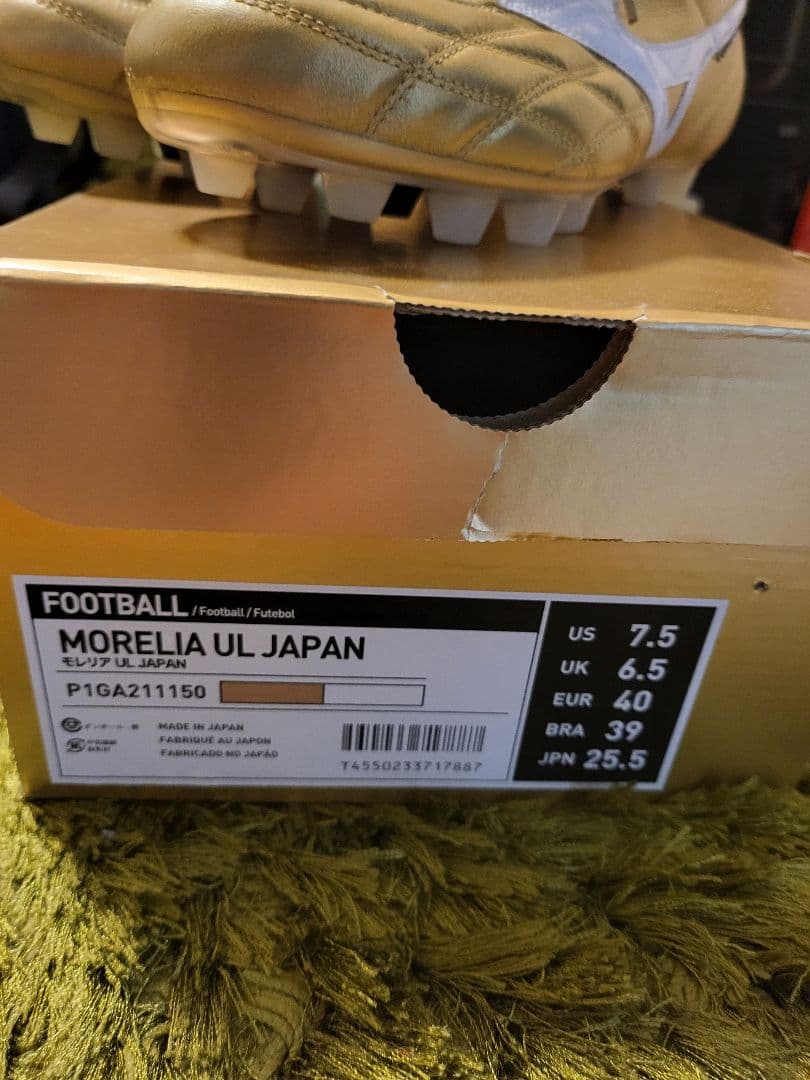 FOOTBALL / Football / Futebol
MORELIA UL JAPAN
モレリア UL JAPAN
P1GA211150
MADE IN JAPAN
FABRIQUÉ AU JAPON
FABRICADO NO JAPÃO
T4550233717887
US 7.5
UK 6.5
EUR 40
BRA 39
JPN 25.5